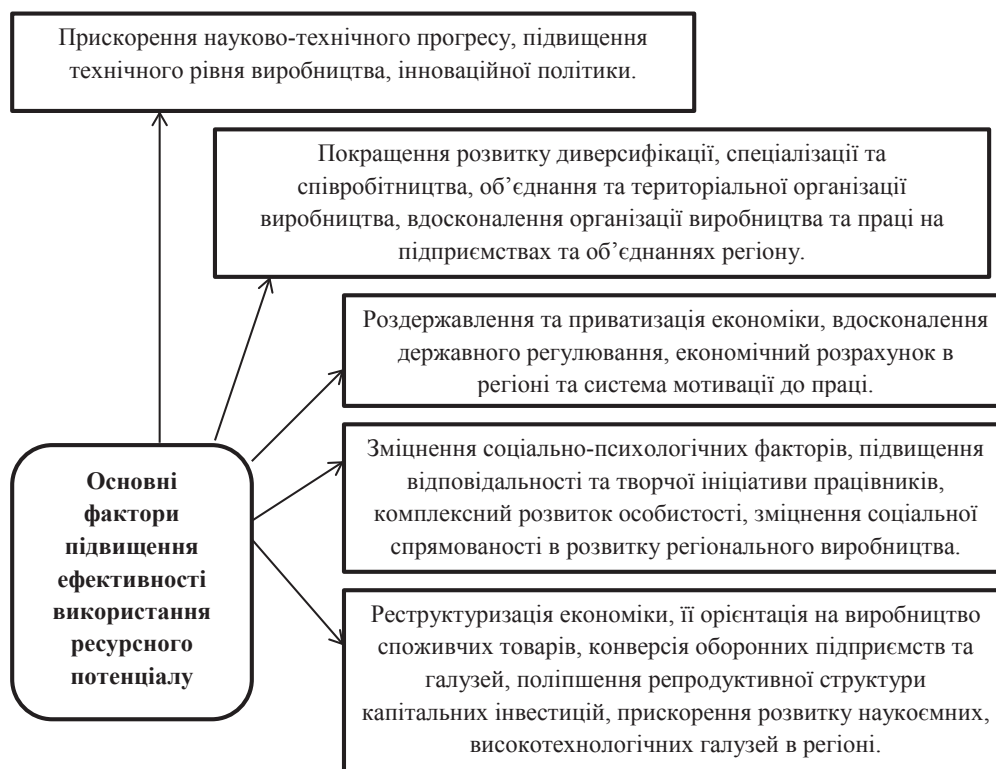 Прискорення науково-технічного прогресу, підвищення
технічного рівня виробництва, інноваційної політики.
Покращення розвитку диверсифікації, спеціалізації та
співробітництва, об’єднання та територіальної організації
виробництва, вдосконалення організації виробництва та праці на
підприємствах та об’єднаннях регіону.
Роздержавлення та приватизація економіки, вдосконалення
державного регулювання, економічний розрахунок в
регіоні та система мотивації до праці.
Зміцнення соціально-психологічних факторів, підвищення
відповідальності та творчої ініціативи працівників,
комплексний розвиток особистості, зміцнення соціальної
спрямованості в розвитку регіонального виробництва.
Основні
фактори
підвищення
ефективності
використання
ресурсного
потенціалу
Реструктуризація економіки, її орієнтація на виробництво
споживчих товарів, конверсія оборонних підприємств та
галузей, поліпшення репродуктивної структури
капітальних інвестицій, прискорення розвитку наукоємних,
високотехнологічних галузей в регіоні.